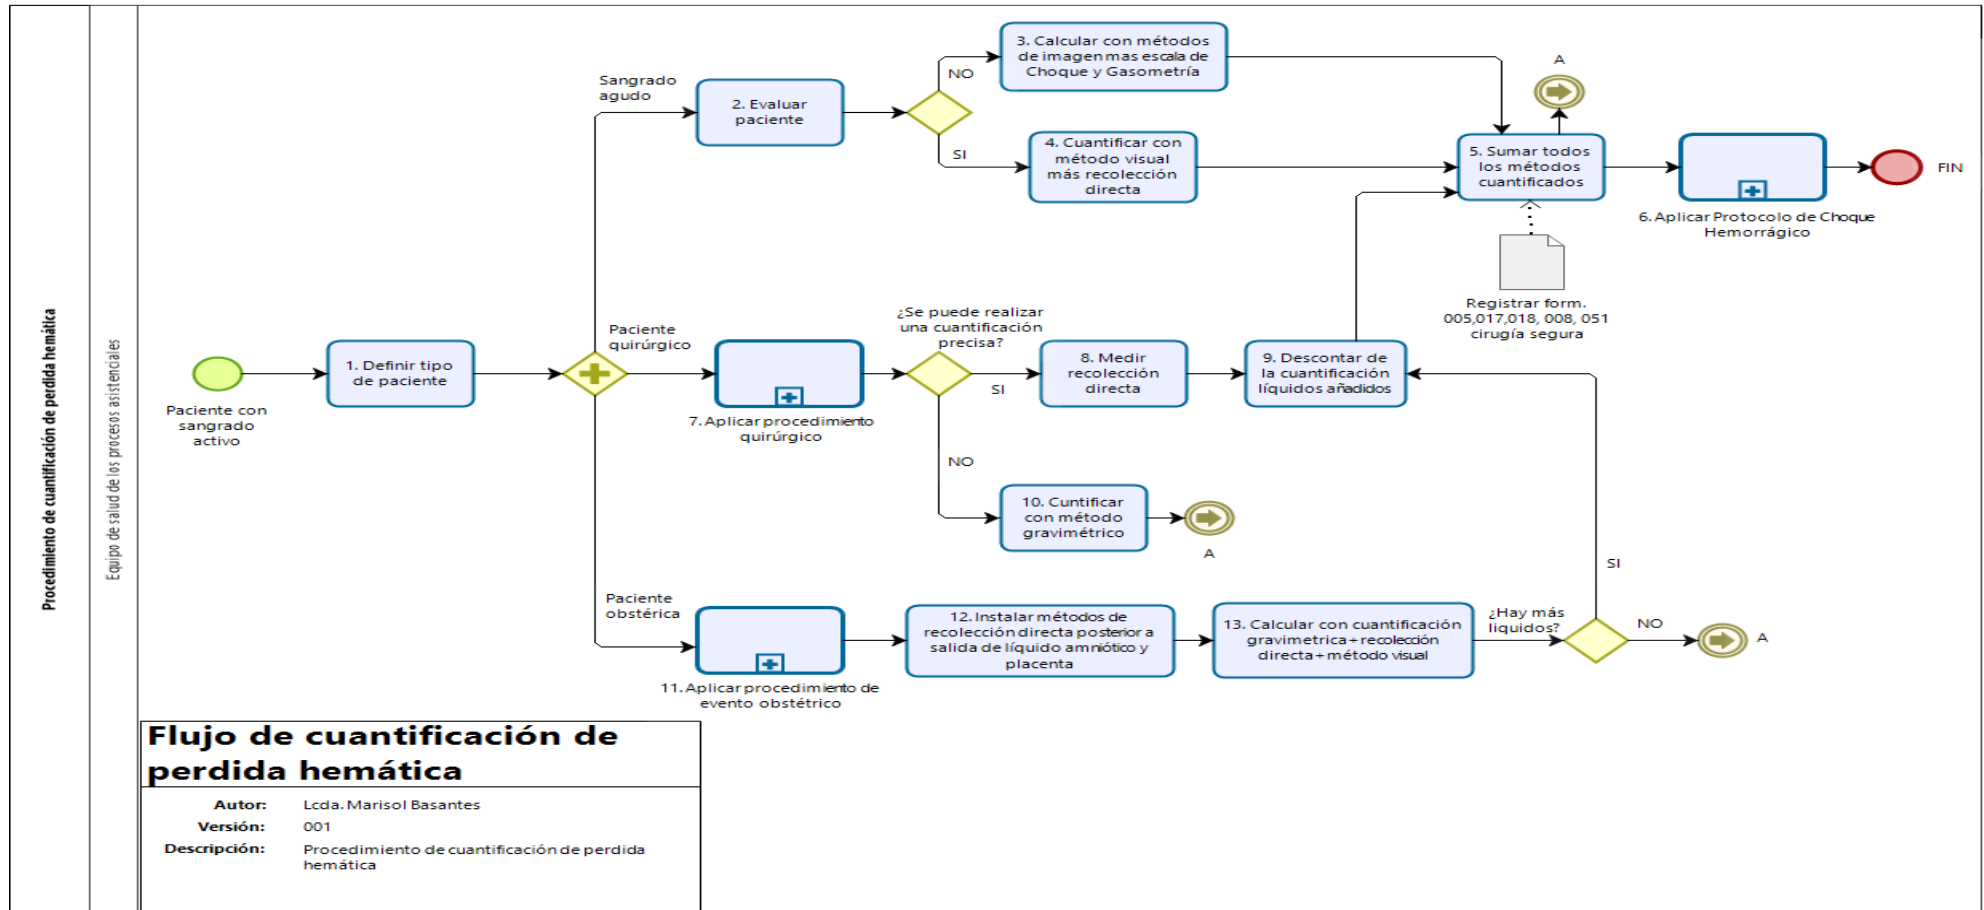 Procedimiento de cuantificación de perdida hemática
Equipo de salud de los procesos asistenciales
Paciente con
sangrado
activo
1. Definir tipo
de paciente
Sangrado
agudo
2. Evaluar
paciente
NO
SI
3. Calcular con métodos
de imagen mas escala de
Choque y Gasometría
4. Cuantificar con
método visual
más recolección
directa
A
5. Sumar todos
los métodos
cuantificados
6. Aplicar Protocolo de Choque
Hemorrágico
FIN
Registrar form.
005,017,018, 008, 051
cirugía segura
Paciente
quirúrgico
7. Aplicar procedimiento
quirúrgico
¿Se puede realizar
una cuantificación
precisa?
SI
NO
8. Medir
recolección
directa
9. Descontar de
la cuantificación
líquidos añadidos
10. Cuntificar
con método
gravimétrico
A
Paciente
obstérica
11. Aplicar procedimiento de
evento obstétrico
12. Instalar métodos de
recolección directa posterior a
salida de líquido amniótico y
placenta
13. Calcular con cuantificación
gravimetrica + recolección
directa + método visual
¿Hay más
liquidos?
SI
NO
A
Flujo de cuantificación de
perdida hemática
Autor: Lcda. Marisol Basantes
Versión: 001
Descripción: Procedimiento de cuantificación de perdida
hemática